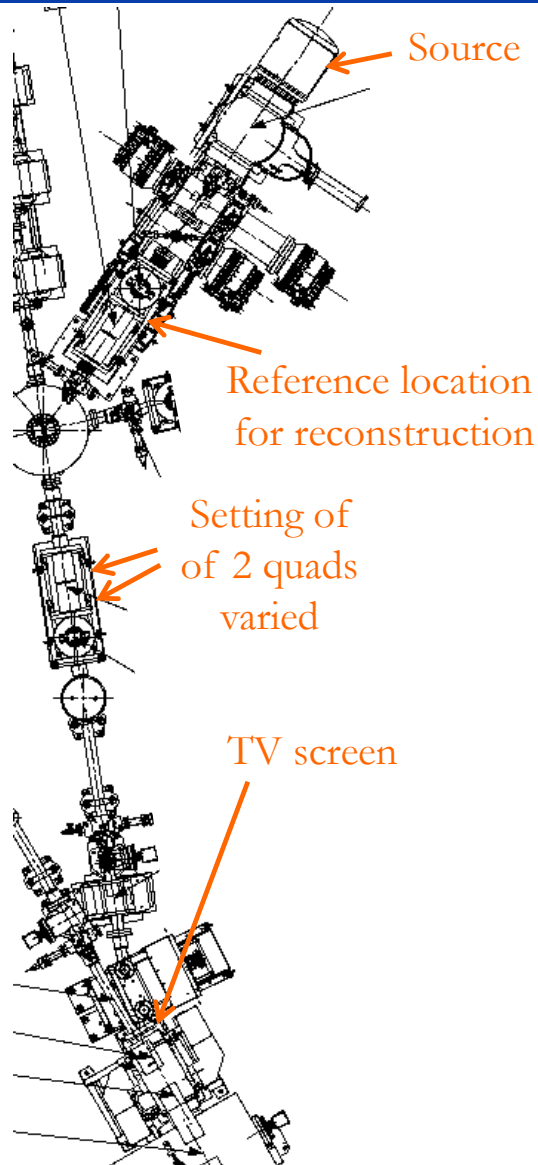 Source
Reference location
for reconstruction
Setting of
of 2 quads
varied
TV screen